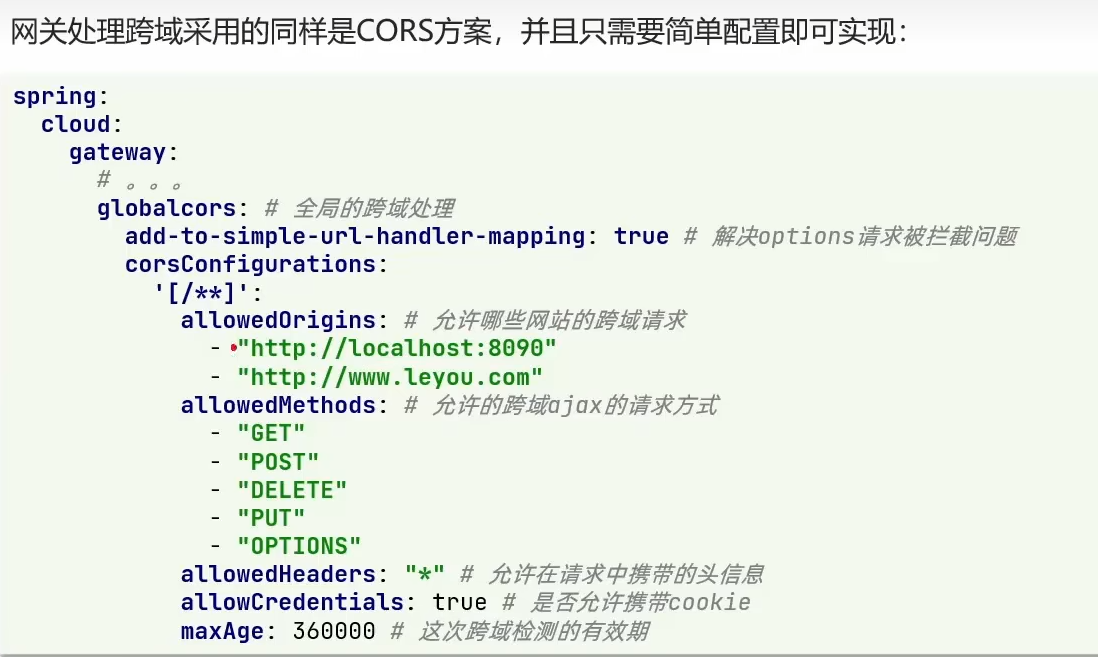 网关处理跨域采用的同样是CORS方案，并且只需要简单配置即可实现：
spring:
  cloud:
    gateway:
      # 。。。
      globalcors: # 全局的跨域处理
        add-to-simple-url-handler-mapping: true # 解决options请求被拦截问题
        corsConfigurations:
          '[/**]':
            allowedOrigins: # 允许哪些网站的跨域请求
              - "http://localhost:8090"
              - "http://www.leyou.com"
            allowedMethods: # 允许的跨域ajax的请求方式
              - "GET"
              - "POST"
              - "DELETE"
              - "PUT"
              - "OPTIONS"
            allowedHeaders: "*" # 允许在请求中携带的头信息
            allowCredentials: true # 是否允许携带cookie
            maxAge: 360000 # 这次跨域检测的有效期